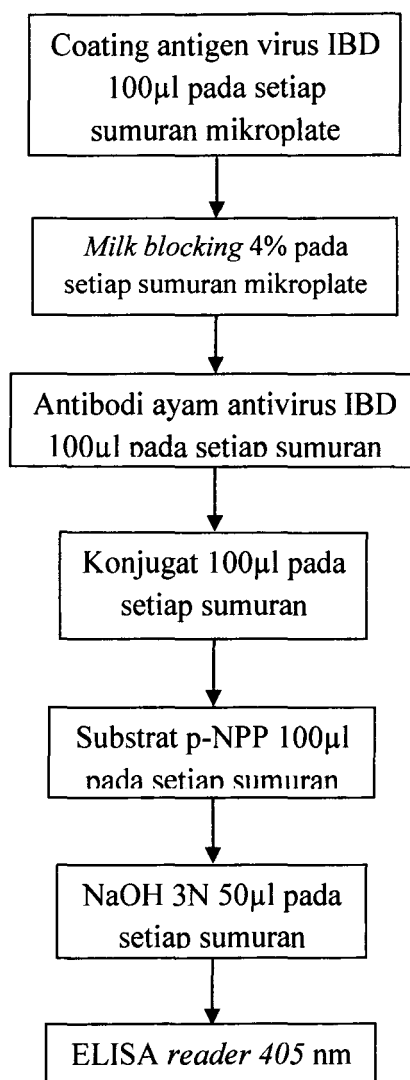 Coating antigen virus IBD
100µl pada setiap
sumuran mikroplate
Milk blocking 4% pada
setiap sumuran mikroplate
Antibodi ayam antivirus IBD
100µl pada setiap sumuran
Konjugat 100µl pada
setiap sumuran
Substrat p-NPP 100µl
pada setiap sumuran
NaOH 3N 50µl pada
setiap sumuran
ELISA reader 405 nm